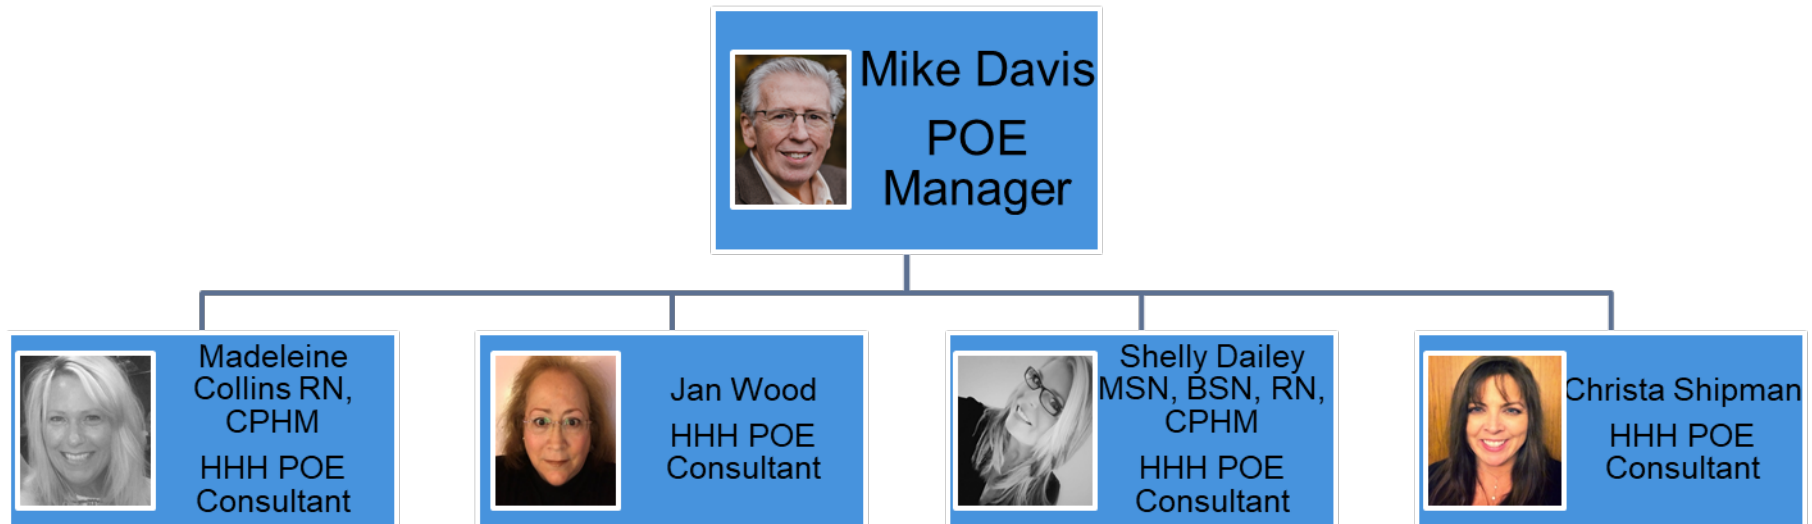 Mike Davis
POE
Manager
Madeleine
Collins RN,
CPHM
HHH POE
Consultant
Jan Wood
HHH POE
Consultant
Shelly Dailey
MSN, BSN, RN,
CPHM
HHH POE
Consultant
Christa Shipman
HHH POE
Consultant